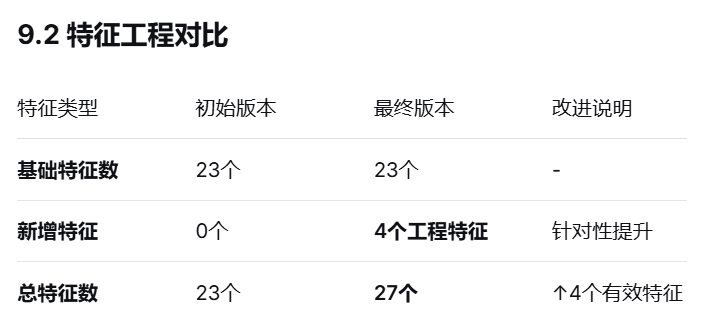 9.2 特征工程对比
特征类型 初始版本 最终版本 改进说明
基础特征数 23个 23个 -
新增特征 0个 4个工程特征 针对性提升
总特征数 23个 27个 ↑4个有效特征